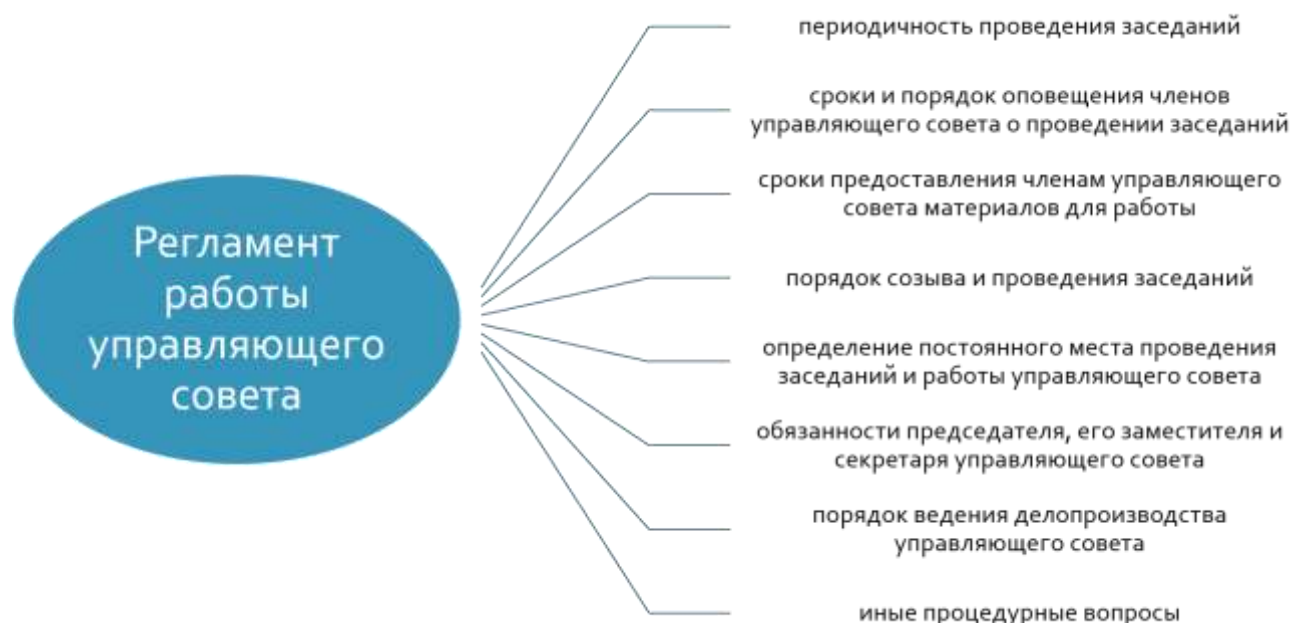 Регламент
работы
управляющего
совета
периодичность проведения заседаний
сроки и порядок оповещения членов
управляющего совета о проведении заседаний
сроки предоставления членам управляющего
совета материалов для работы
порядок созыва и проведения заседаний
определение постоянного места проведения
заседаний и работы управляющего совета
обязанности председателя, его заместителя и
секретаря управляющего совета
порядок ведения делопроизводства
управляющего совета
иные процедурные вопросы